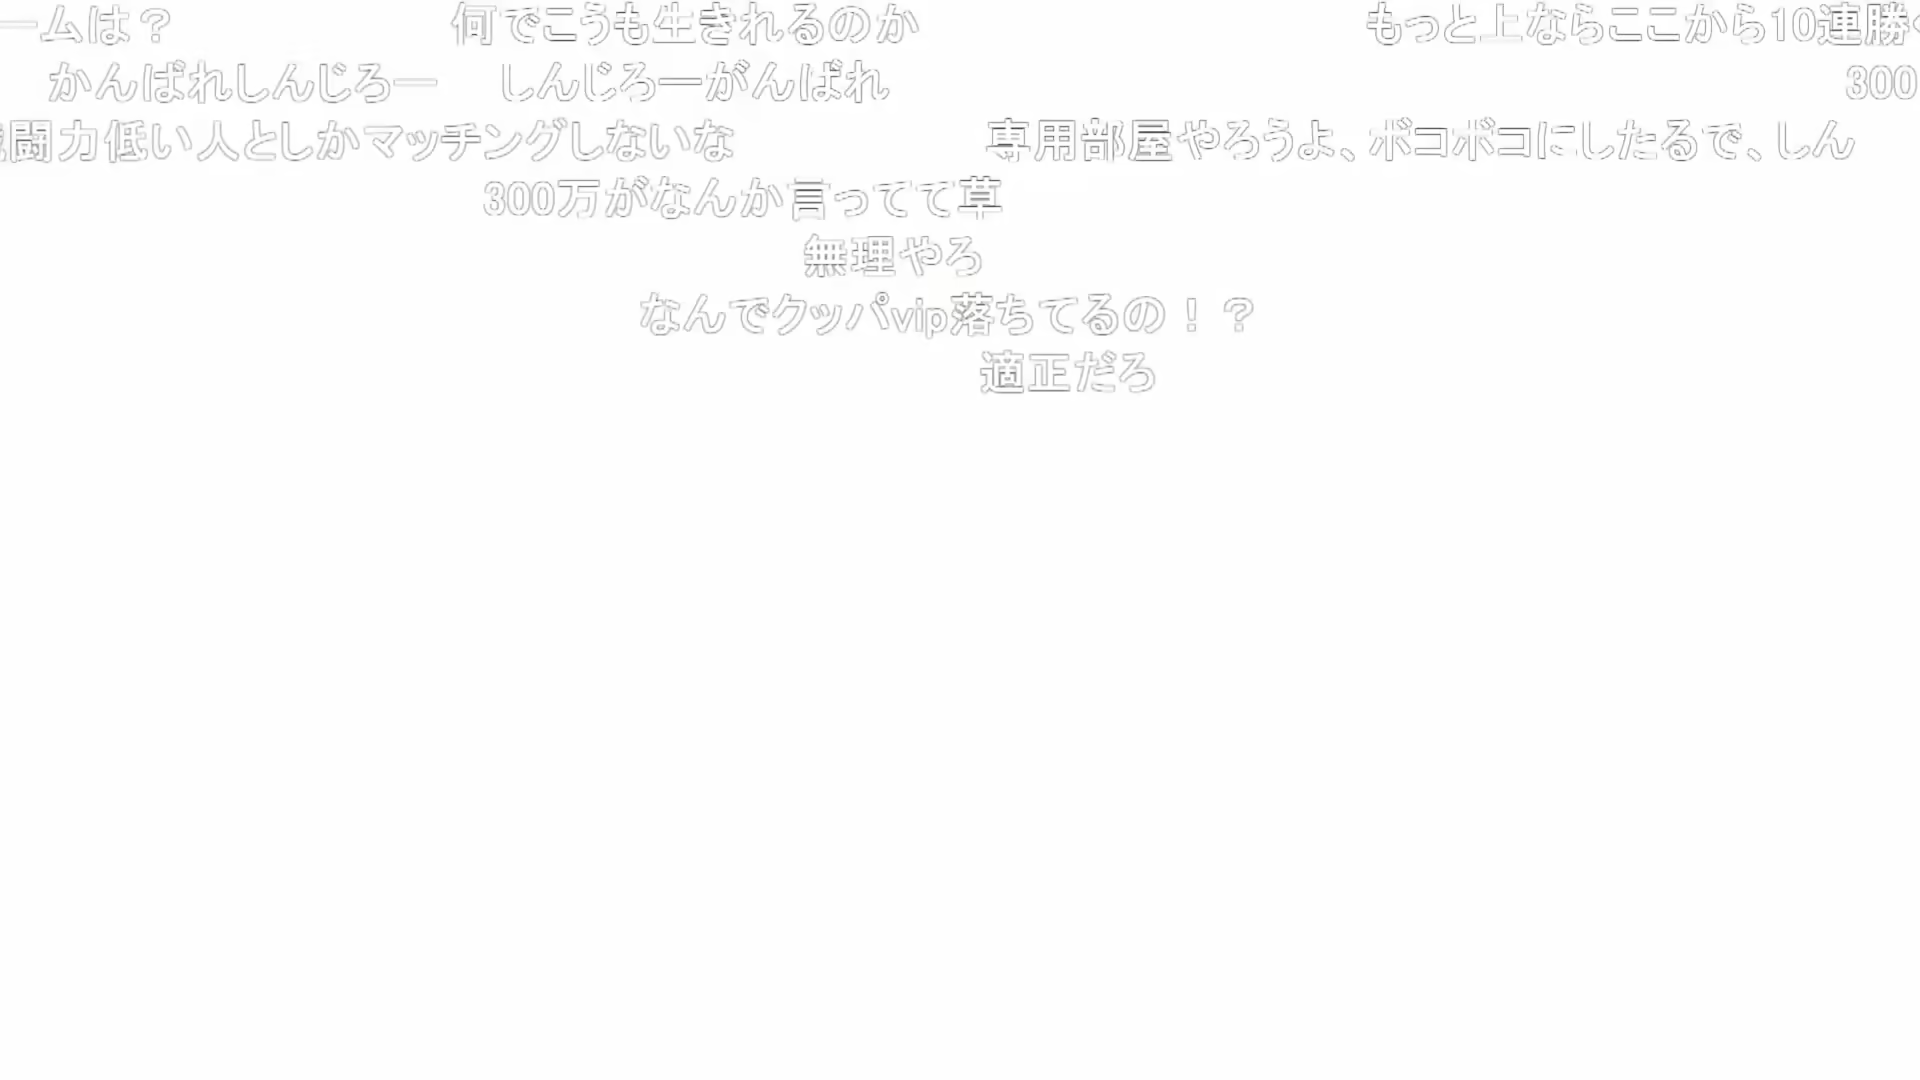 ームは？ 何でこうも生きれるのか もっと上ならここから10連勝く
かんばれしんじろー しんじろーがんばれ 300
闘力低い人としかマッチングしないな 専用部屋やろうよ、ボコボコにしたるで、しん
300万がなんか言ってて草
無理やろ
なんでクッパvip落ちてるの！？
適正だろ